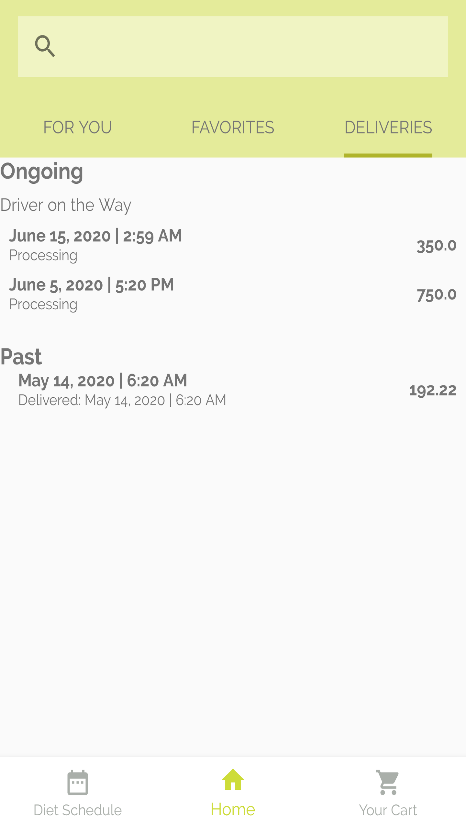 FOR YOU
FAVORITES
DELIVERIES
Ongoing
Driver on the Way
June 15, 2020 | 2:59 AM
Processing
350.0
June 5, 2020 | 5:20 PM
Processing
750.0
Past
May 14, 2020 | 6:20 AM
Delivered: May 14, 2020 | 6:20 AM
192.22
Diet Schedule
Home
Your Cart